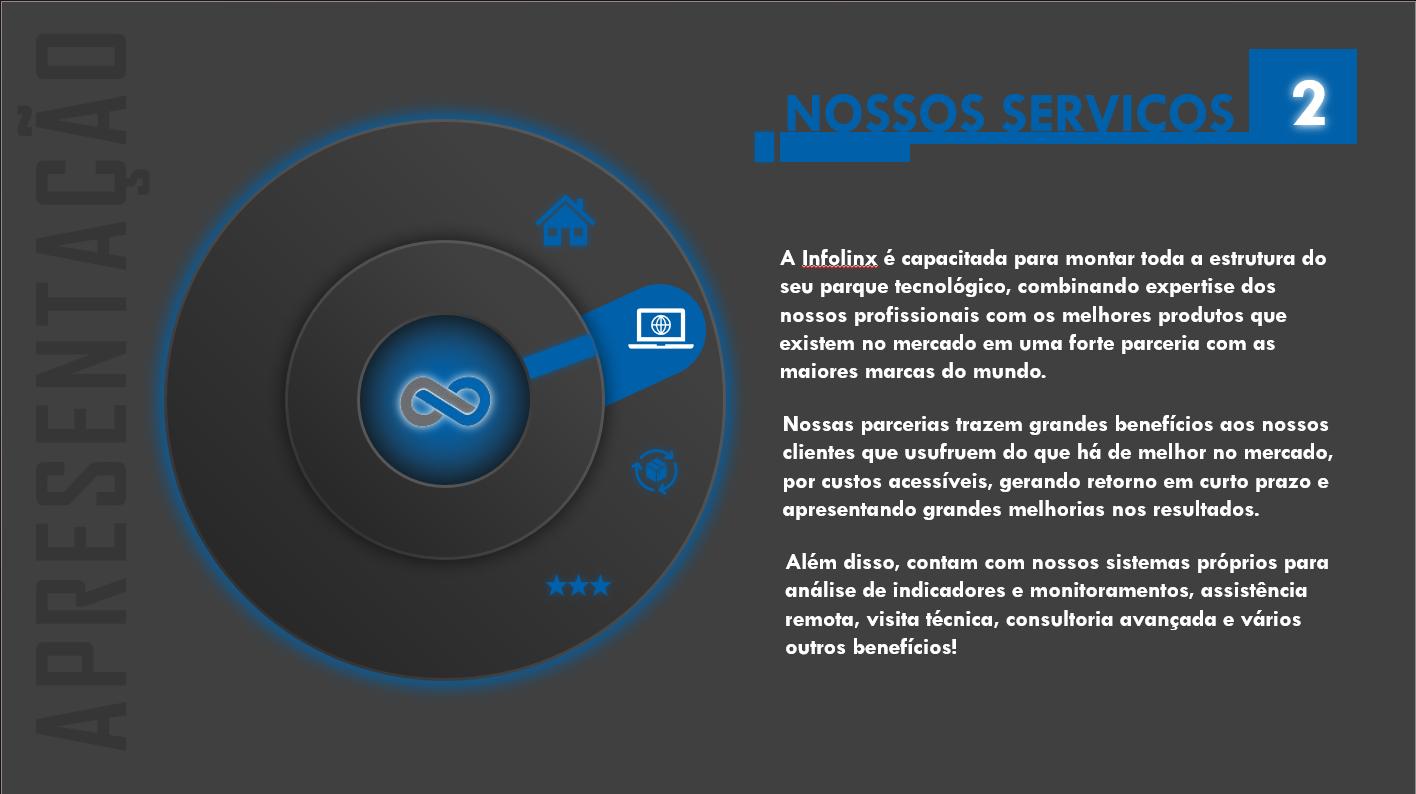 APRESENTAÇÃO
NOSSOS SERVIÇOS
2
A Infolinx é capacitada para montar toda a estrutura do
seu parque tecnológico, combinando expertise dos
nossos profissionais com os melhores produtos que
existem no mercado em uma forte parceria com as
maiores marcas do mundo.
Nossas parcerias trazem grandes benefícios aos nossos
clientes que usufruem do que há de melhor no mercado,
por custos acessíveis, gerando retorno em curto prazo e
apresentando grandes melhorias nos resultados.
Além disso, contam com nossos sistemas próprios para
análise de indicadores e monitoramentos, assistência
remota, visita técnica, consultoria avançada e vários
outros benefícios!